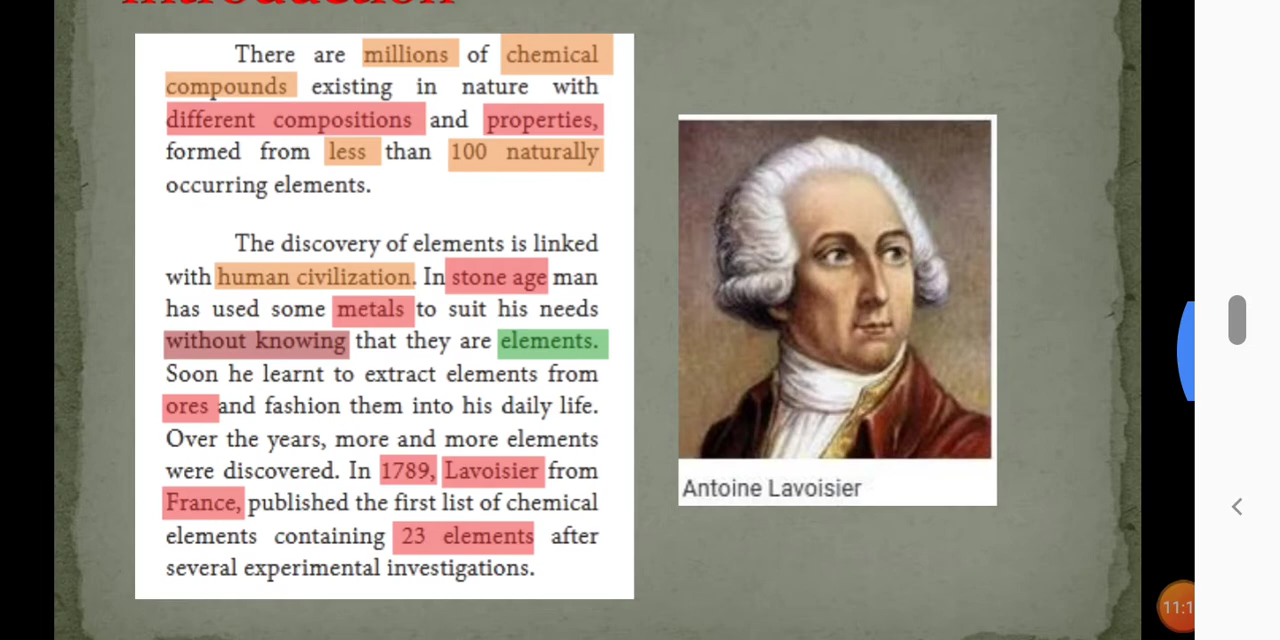 Introduction
There are millions of chemical
compounds existing in nature with
different compositions and properties,
formed from less than 100 naturally
occurring elements.
The discovery of elements is linked
with human civilization. In stone age man
has used some metals to suit his needs
without knowing that they are elements.
Soon he learnt to extract elements from
ores and fashion them into his daily life.
Over the years, more and more elements
were discovered. In 1789, Lavoisier from
France, published the first list of chemical
elements containing 23 elements after
several experimental investigations.
Antoine Lavoisier